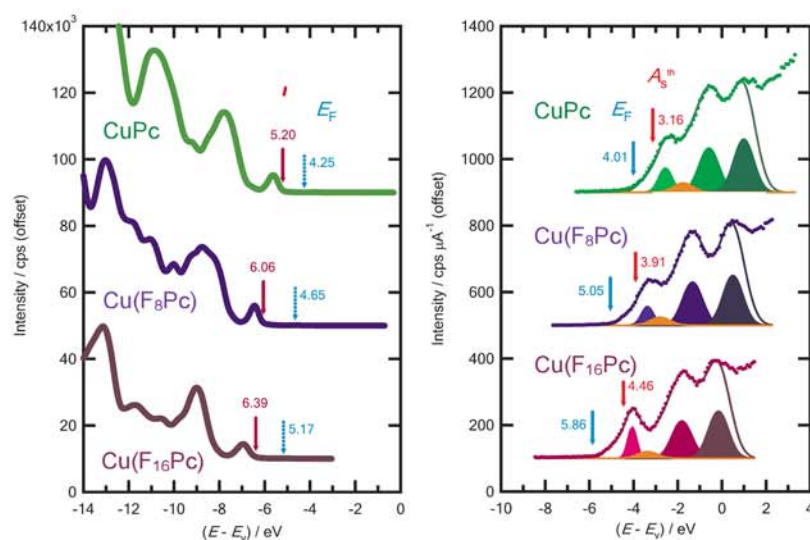 140x10³
120
100
80
60
40
20
0
Intensity / cps (offset)
-14 -12 -10 -8 -6 -4 -2 0
(E - Eᵥ) / eV
CuPc
I
E_F
5.20
4.25
Cu(F₈Pc)
6.06
4.65
Cu(F₁₆Pc)
6.39
5.17
1400
1200
1000
800
600
400
200
0
Intensity / cps μA⁻¹ (offset)
-10 -8 -6 -4 -2 0 2 4
(E - Eᵥ) / eV
CuPc
E_F
Aₛᵗʰ
3.16
4.01
Cu(F₈Pc)
3.91
5.05
Cu(F₁₆Pc)
4.46
5.86